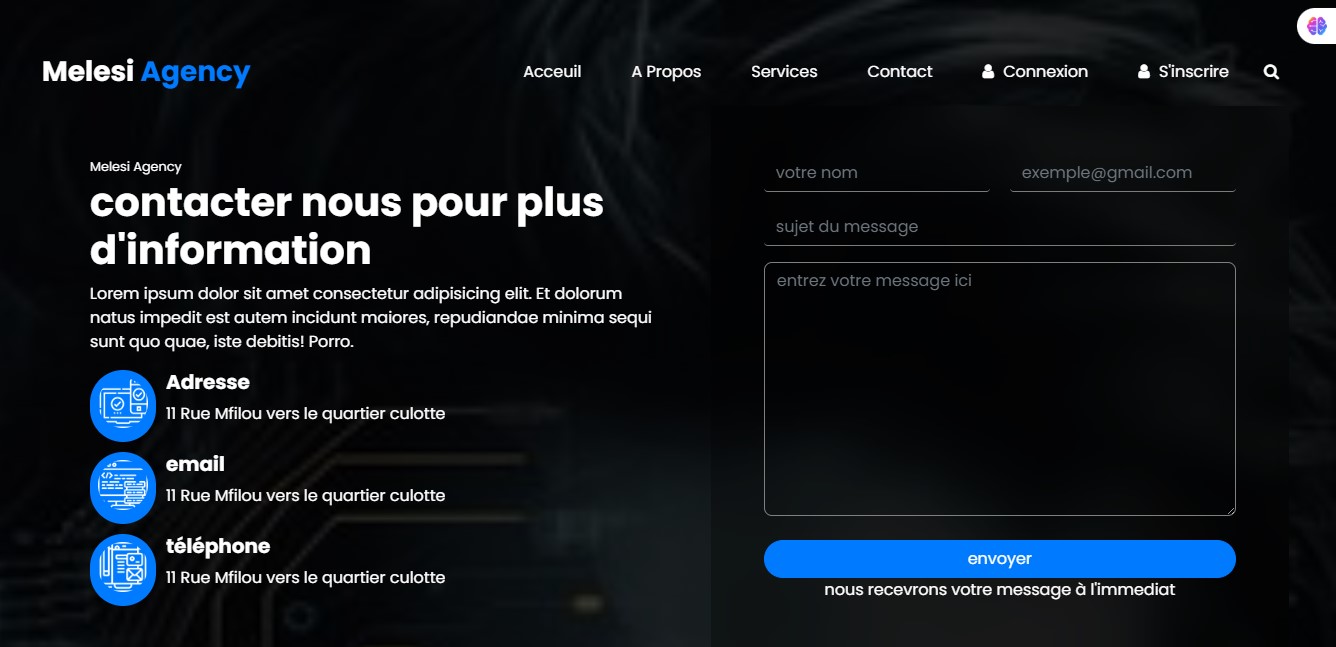 Melesi Agency
Acceuil
A Propos
Services
Contact
Connexion
S'inscrire
Melesi Agency
contacter nous pour plus
d'information
Lorem ipsum dolor sit amet consectetur adipisicing elit. Et dolorum
natus impedit est autem incidunt maiores, repudiandae minima sequi
sunt quo quae, iste debitis! Porro.
Adresse
11 Rue Mfilou vers le quartier culotte
email
11 Rue Mfilou vers le quartier culotte
téléphone
11 Rue Mfilou vers le quartier culotte
votre nom
exemple@gmail.com
sujet du message
entrez votre message ici
envoyer
nous recevrons votre message à l'immediat